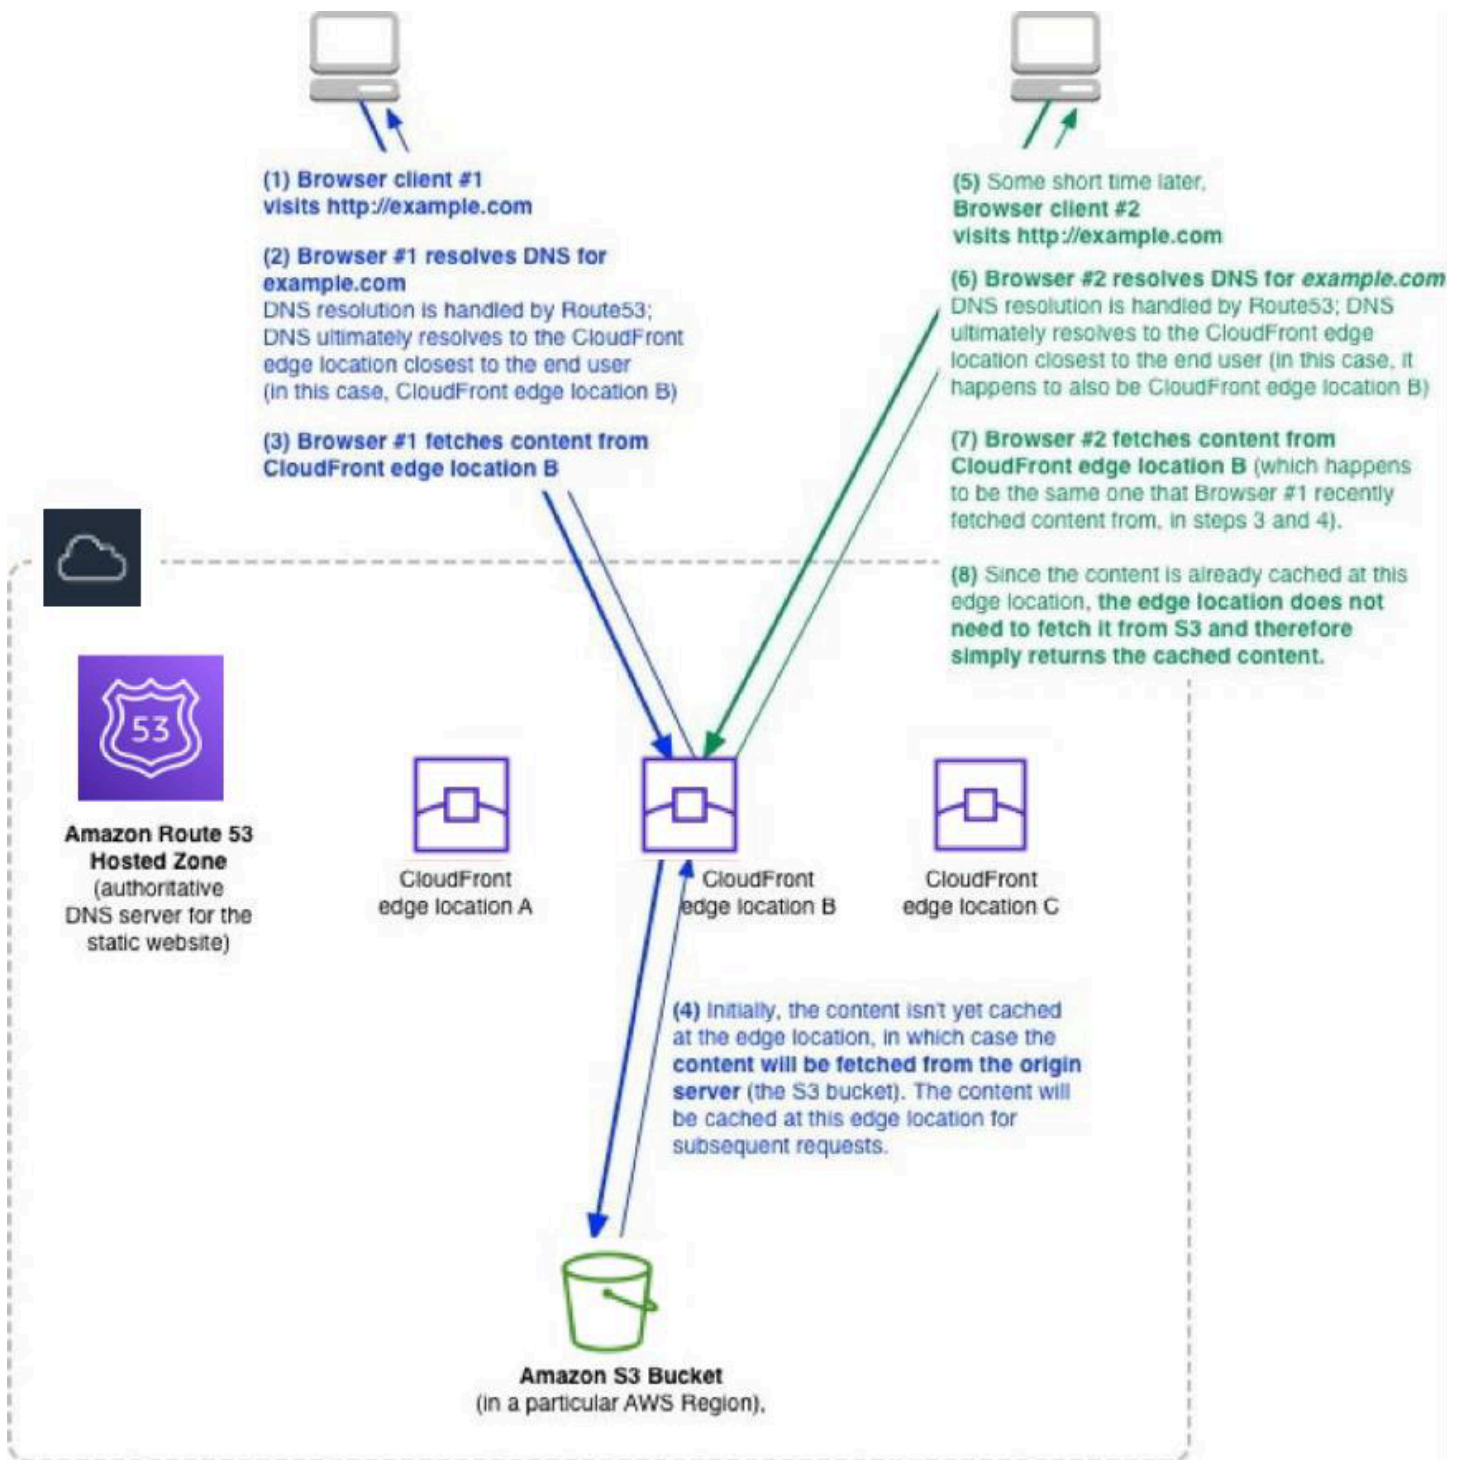 (1) Browser client #1
visits http://example.com
(2) Browser #1 resolves DNS for
example.com
DNS resolution is handled by Route53;
DNS ultimately resolves to the CloudFront
edge location closest to the end user
(in this case, CloudFront edge location B)
(3) Browser #1 fetches content from
CloudFront edge location B
(5) Some short time later,
Browser client #2
visits http://example.com
(6) Browser #2 resolves DNS for example.com
DNS resolution is handled by Route53; DNS
ultimately resolves to the CloudFront edge
location closest to the end user (in this case, it
happens to also be CloudFront edge location B)
(7) Browser #2 fetches content from
CloudFront edge location B (which happens
to be the same one that Browser #1 recently
fetched content from, in steps 3 and 4).
(8) Since the content is already cached at this
edge location, the edge location does not
need to fetch it from S3 and therefore
simply returns the cached content.
53
Amazon Route 53
Hosted Zone
(authoritative
DNS server for the
static website)
CloudFront
edge location A
CloudFront
edge location B
CloudFront
edge location C
(4) Initially, the content isn't yet cached
at the edge location, in which case the
content will be fetched from the origin
server (the S3 bucket). The content will
be cached at this edge location for
subsequent requests.
Amazon S3 Bucket
(in a particular AWS Region),